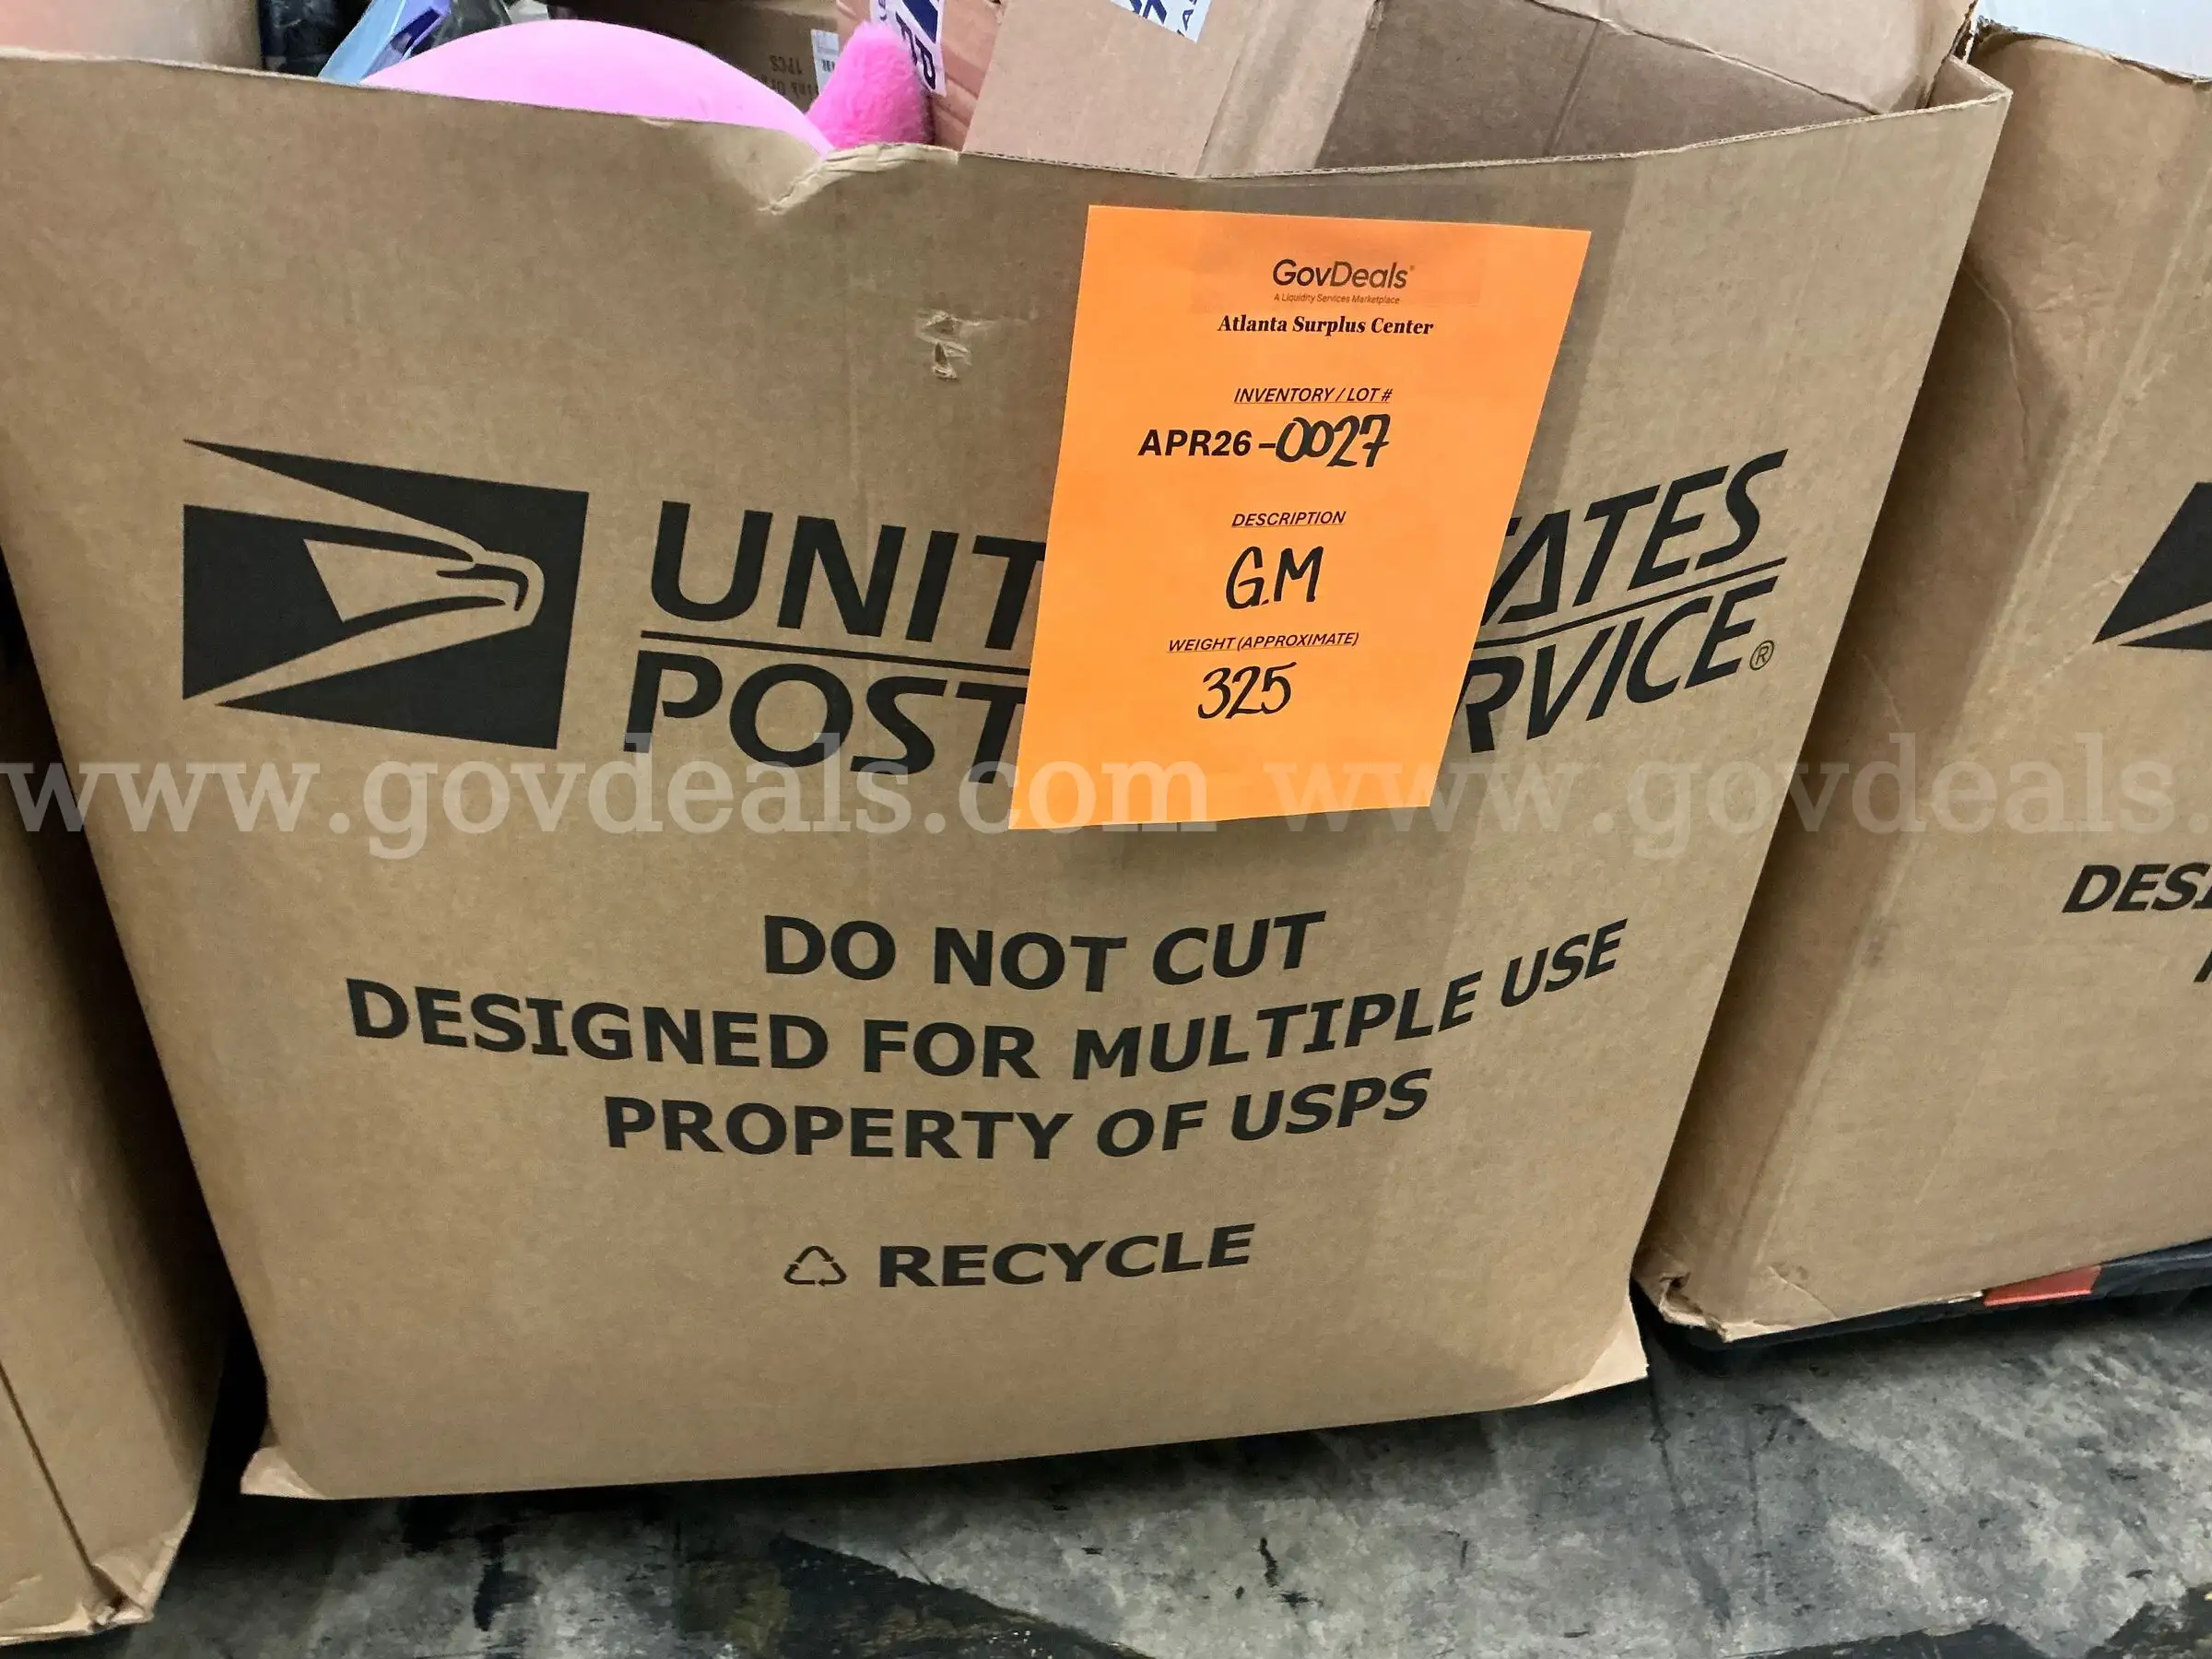 1PCS
GovDeals
A Liquidity Services Marketplace
Atlanta Surplus Center
INVENTORY / LOT #
APR26-0027
DESCRIPTION
G.M
WEIGHT (APPROXIMATE)
325
UNIT TATES
POST RVICE®
www.govdeals.com www.govdeals.
DO NOT CUT
DESIGNED FOR MULTIPLE USE
PROPERTY OF USPS
RECYCLE
DESI